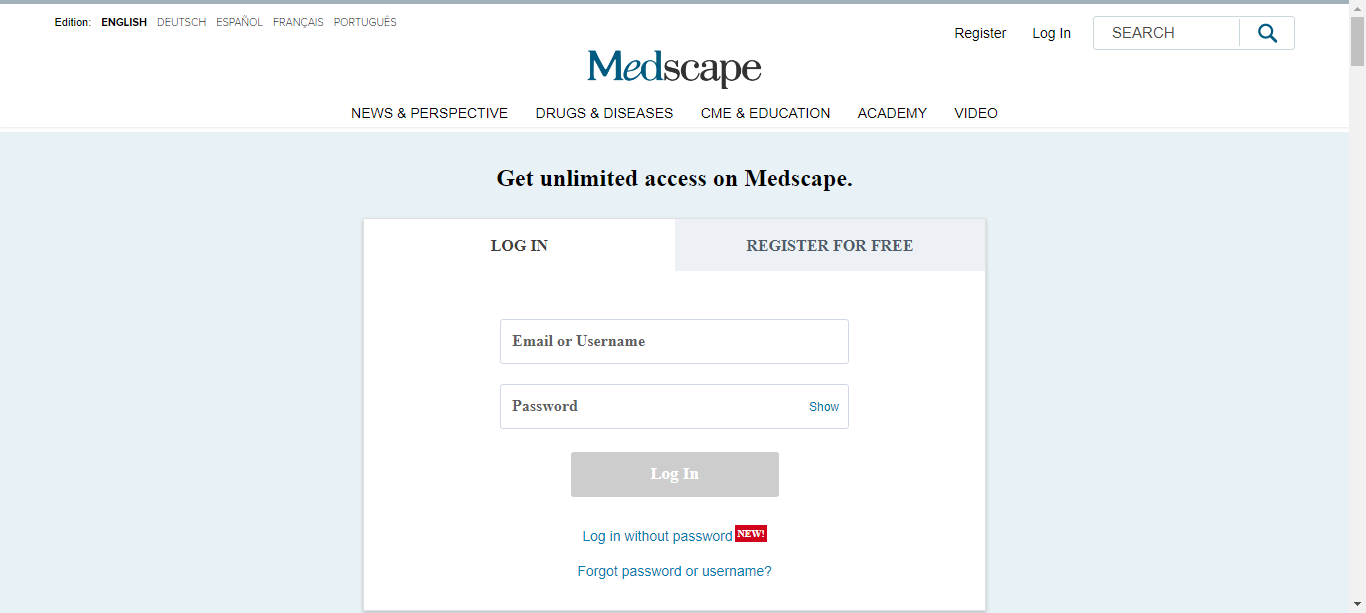 Edition: ENGLISH DEUTSCH ESPAÑOL FRANÇAIS PORTUGUÊS
Register Log In SEARCH
Medscape
NEWS & PERSPECTIVE DRUGS & DISEASES CME & EDUCATION ACADEMY VIDEO
Get unlimited access on Medscape.
LOG IN REGISTER FOR FREE
Email or Username
Password Show
Log In
Log in without password NEW!
Forgot password or username?